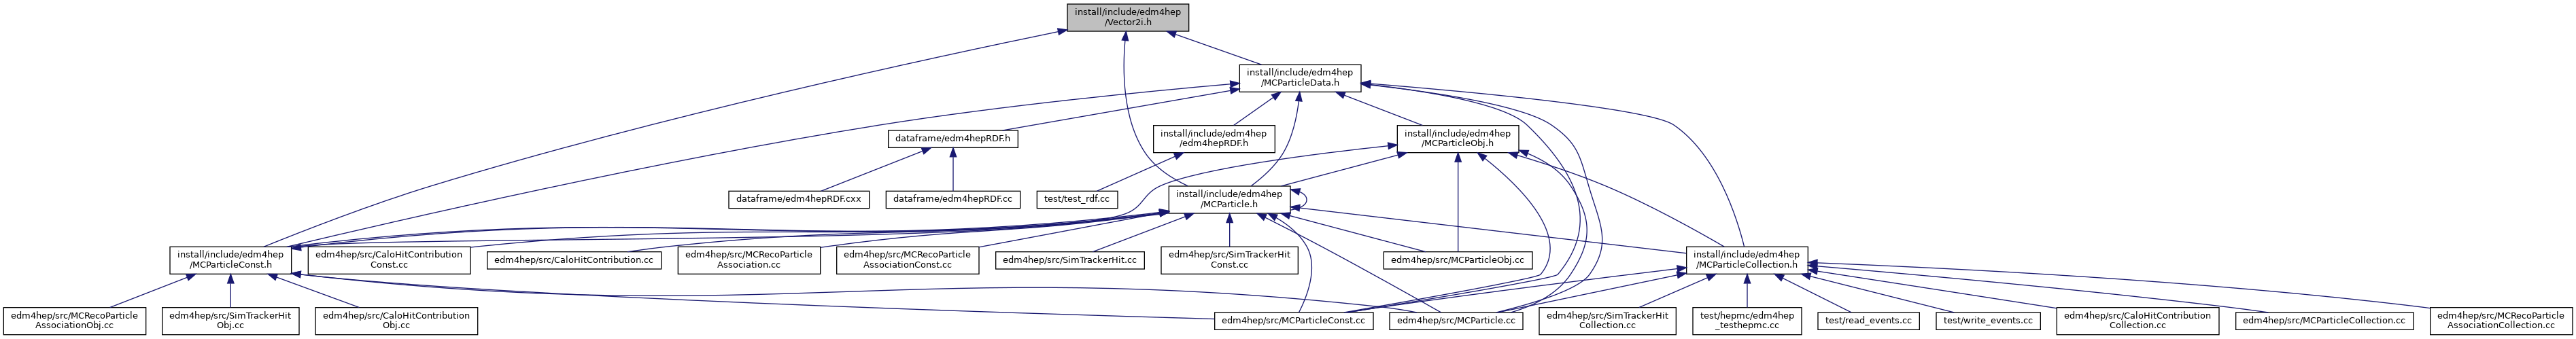 install/include/edm4hep
/Vector2i.h
install/include/edm4hep
/MCParticleData.h
dataframe/edm4hepRDF.h
install/include/edm4hep
/edm4hepRDF.h
install/include/edm4hep
/MCParticleObj.h
dataframe/edm4hepRDF.cxx
dataframe/edm4hepRDF.cc
test/test_rdf.cc
install/include/edm4hep
/MCParticle.h
install/include/edm4hep
/MCParticleConst.h
edm4hep/src/CaloHitContribution
Const.cc
edm4hep/src/CaloHitContribution.cc
edm4hep/src/MCRecoParticle
Association.cc
edm4hep/src/MCRecoParticle
AssociationConst.cc
edm4hep/src/SimTrackerHit.cc
edm4hep/src/SimTrackerHit
Const.cc
edm4hep/src/MCParticleObj.cc
install/include/edm4hep
/MCParticleCollection.h
edm4hep/src/MCRecoParticle
AssociationObj.cc
edm4hep/src/SimTrackerHit
Obj.cc
edm4hep/src/CaloHitContribution
Obj.cc
edm4hep/src/MCParticleConst.cc
edm4hep/src/MCParticle.cc
edm4hep/src/SimTrackerHit
Collection.cc
test/hepmc/edm4hep
_testhepmc.cc
test/read_events.cc
test/write_events.cc
edm4hep/src/CaloHitContribution
Collection.cc
edm4hep/src/MCParticleCollection.cc
edm4hep/src/MCRecoParticle
AssociationCollection.cc